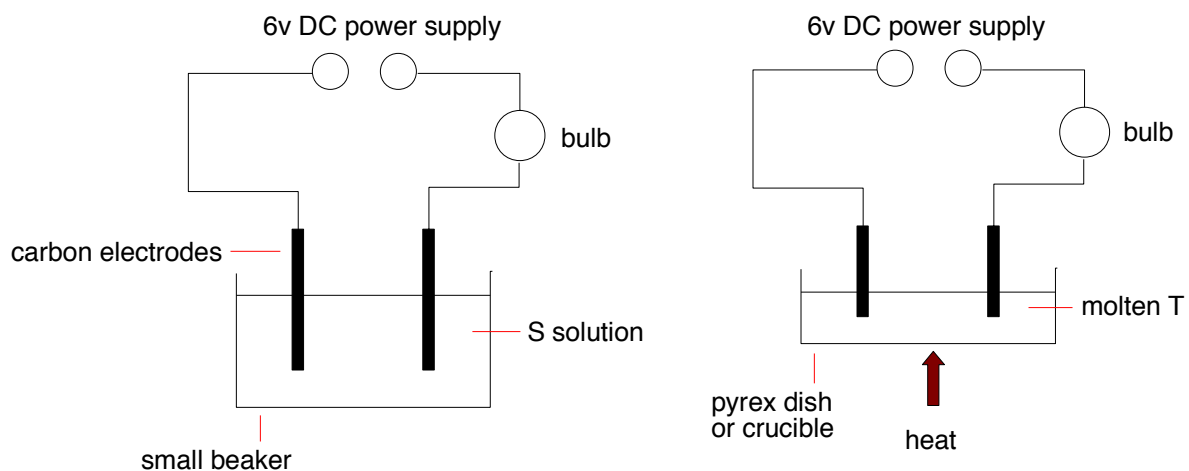 6v DC power supply
bulb
carbon electrodes
S solution
small beaker
6v DC power supply
bulb
molten T
pyrex dish
or crucible
heat